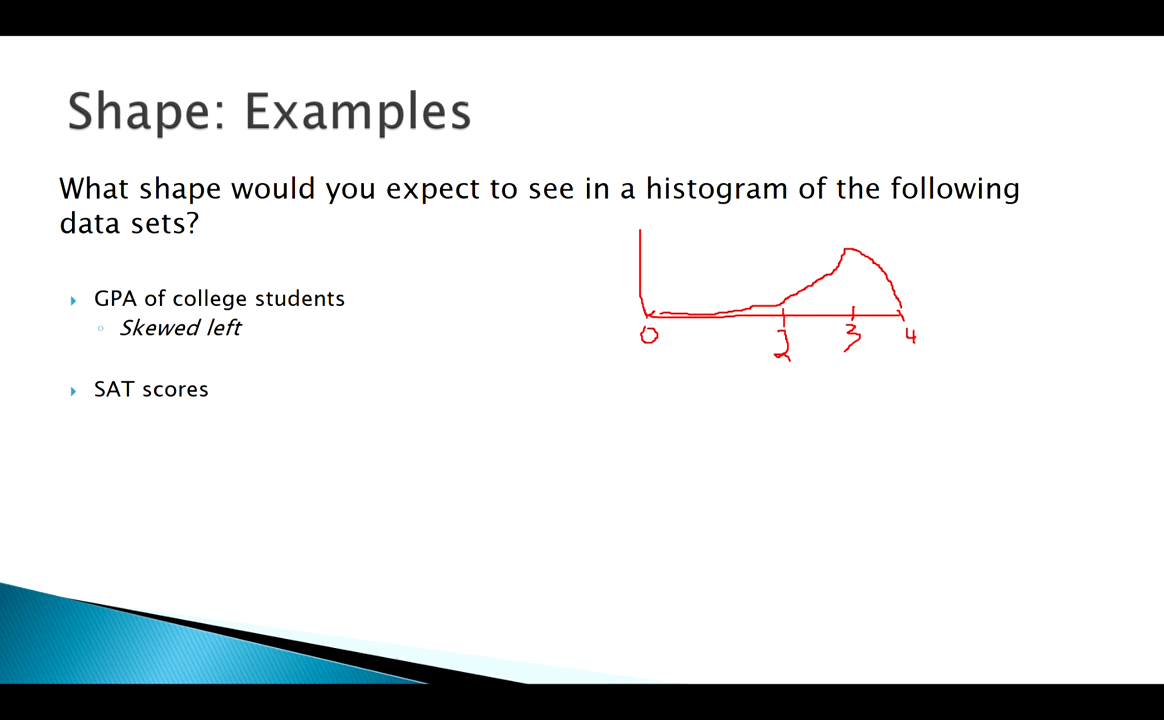 Shape: Examples
What shape would you expect to see in a histogram of the following
data sets?
GPA of college students
Skewed left
SAT scores
0 2 3 4